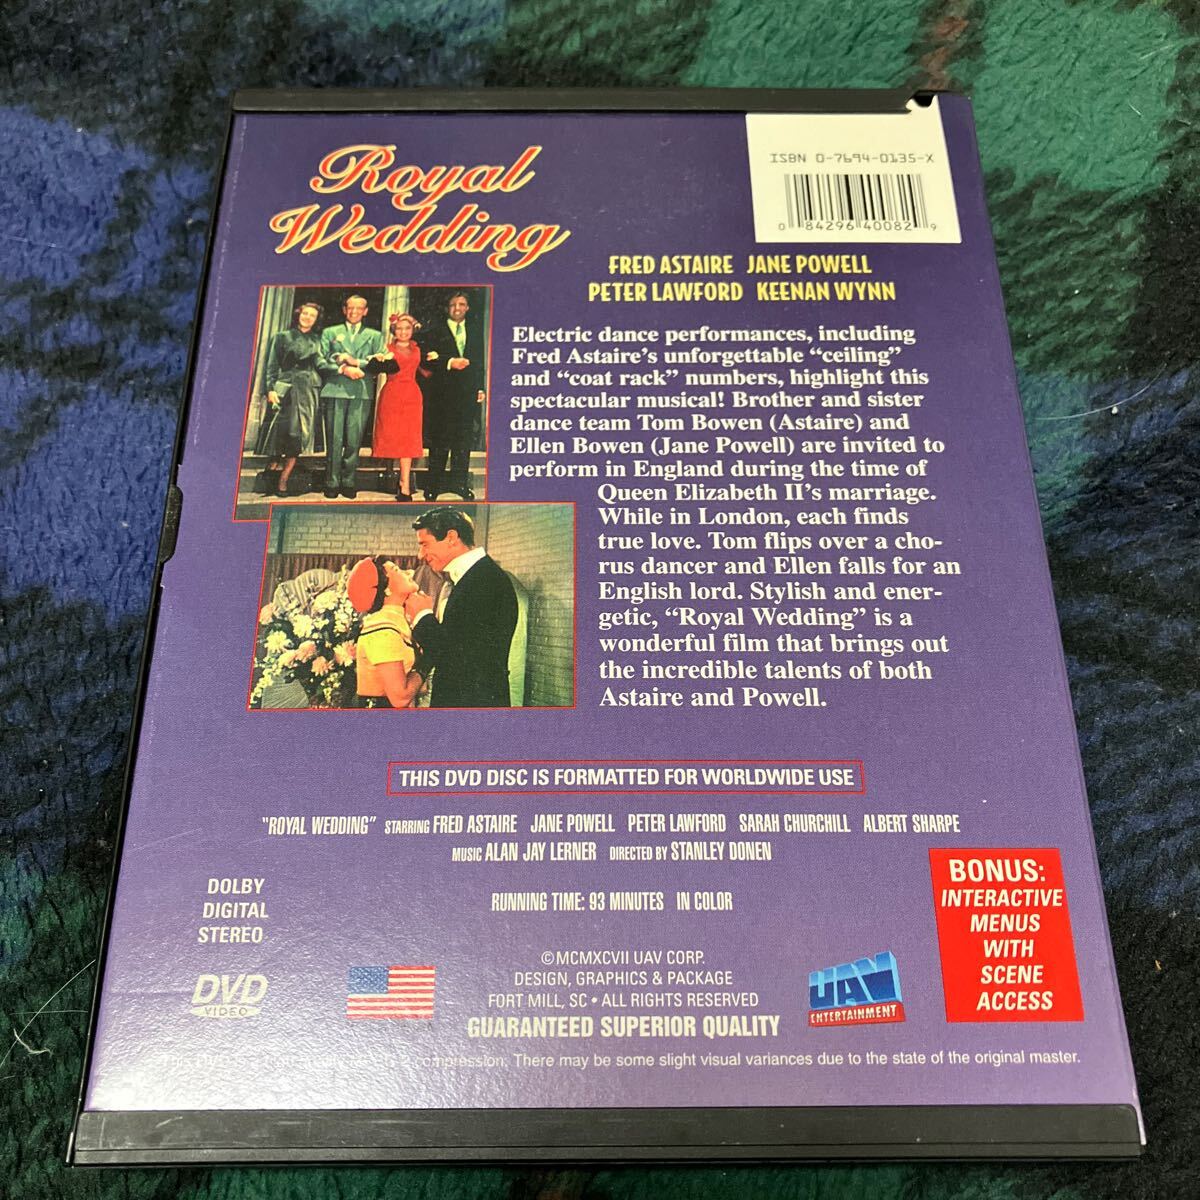 Royal
Wedding
ISBN 0-7694-0135-X
0 84296 40082 9
FRED ASTAIRE JANE POWELL
PETER LAWFORD KEENAN WYNN
Electric dance performances, including
Fred Astaire's unforgettable “ceiling”
and “coat rack” numbers, highlight this
spectacular musical! Brother and sister
dance team Tom Bowen (Astaire) and
Ellen Bowen (Jane Powell) are invited to
perform in England during the time of
Queen Elizabeth II's marriage.
While in London, each finds
true love. Tom flips over a cho-
rus dancer and Ellen falls for an
English lord. Stylish and ener-
getic, “Royal Wedding” is a
wonderful film that brings out
the incredible talents of both
Astaire and Powell.
THIS DVD DISC IS FORMATTED FOR WORLDWIDE USE
“ROYAL WEDDING” STARRING FRED ASTAIRE JANE POWELL PETER LAWFORD SARAH CHURCHILL ALBERT SHARPE
MUSIC ALAN JAY LERNER DIRECTED BY STANLEY DONEN
RUNNING TIME: 93 MINUTES IN COLOR
DOLBY
DIGITAL
STEREO
DVD
VIDEO
©MCMXCVII UAV CORP.
DESIGN, GRAPHICS & PACKAGE
FORT MILL, SC • ALL RIGHTS RESERVED
GUARANTEED SUPERIOR QUALITY
UAV
ENTERTAINMENT
BONUS:
INTERACTIVE
MENUS
WITH
SCENE
ACCESS
compression. There may be some slight visual variances due to the state of the original master.